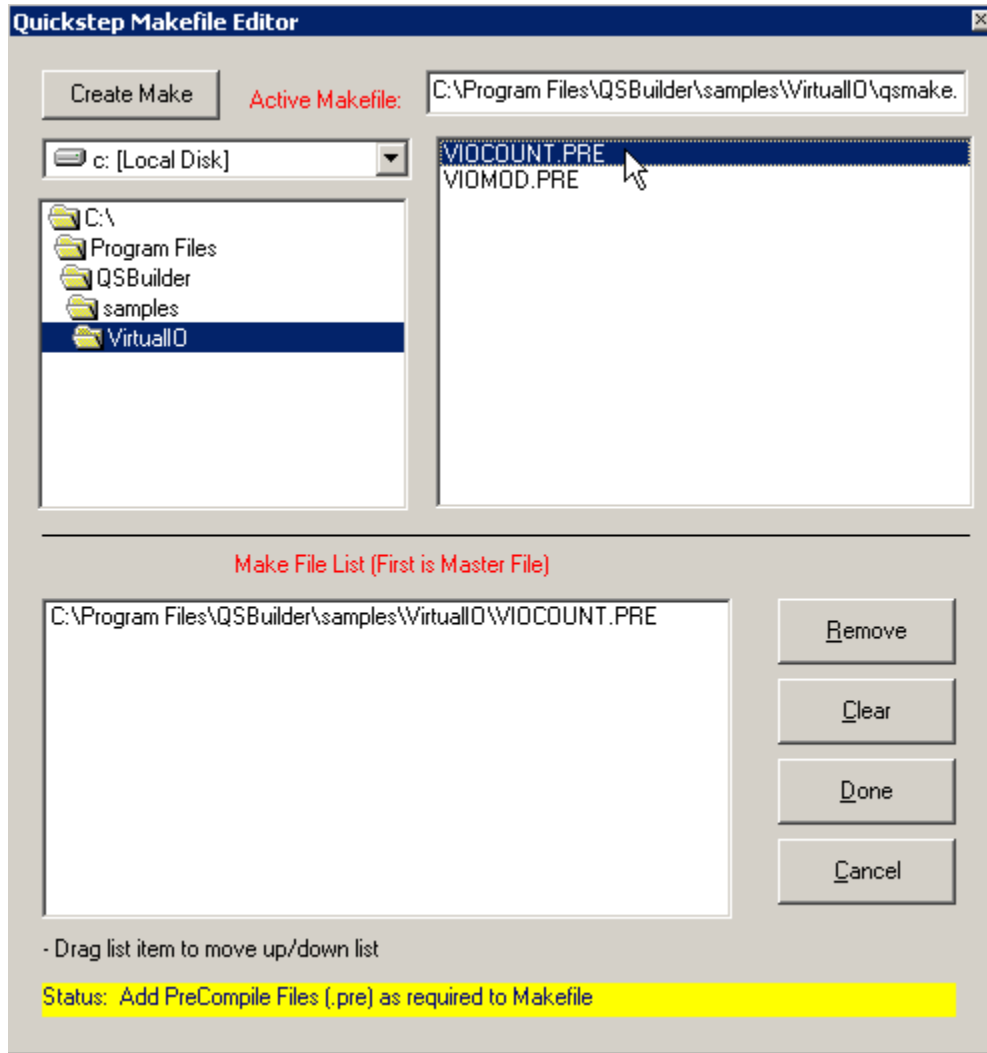 Quickstep Makefile Editor
Create Make
Active Makefile:
C:\Program Files\QSBuilder\samples\VirtualIO\qsmake.
c: [Local Disk]
VIOCOUNT.PRE
VIOMOD.PRE
C:\
Program Files
QSBuilder
samples
VirtualIO
Make File List (First is Master File)
C:\Program Files\QSBuilder\samples\VirtualIO\VIOCOUNT.PRE
Remove
Clear
Done
Cancel
- Drag list item to move up/down list
Status: Add PreCompile Files (.pre) as required to Makefile